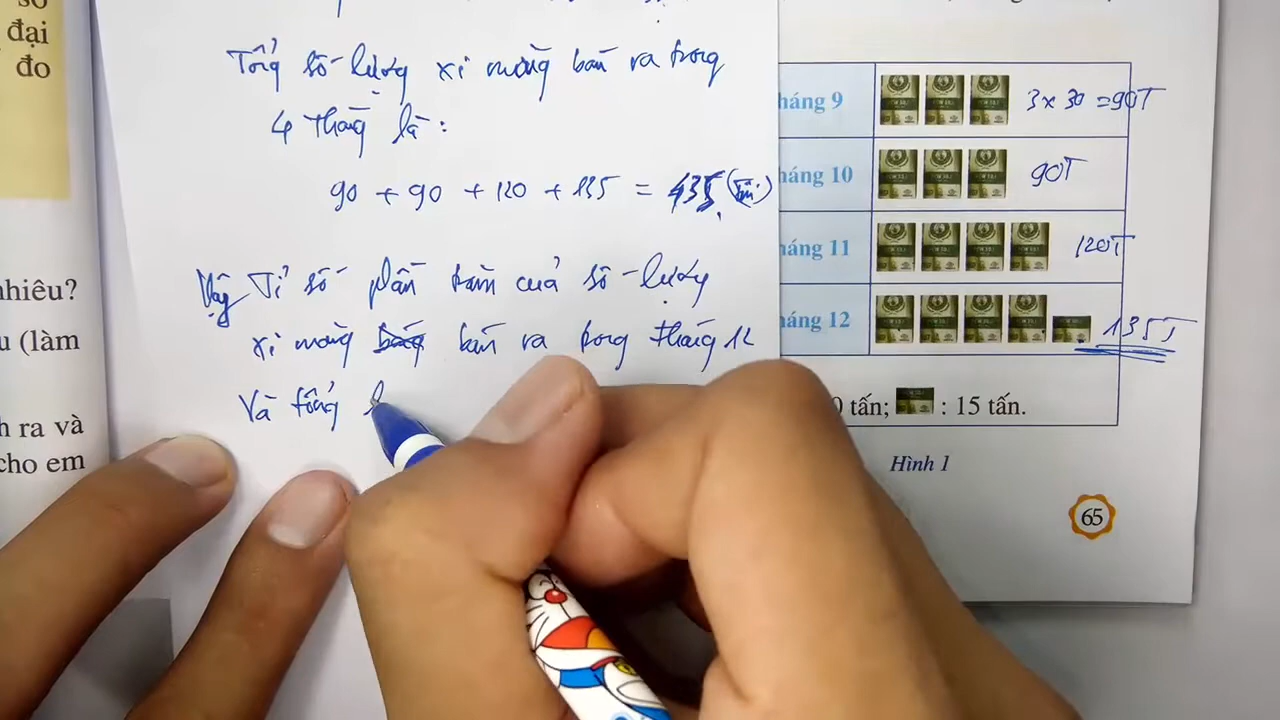 đại
đo
nhiêu?
u (làm
h ra và
cho em
Tổng số lượng xi măng bán ra trong
4 tháng là:
90 + 90 + 120 + 135 = 435 (tấn)
Vậy Tỉ số phần trăm của số lượng
xi măng bán ra trong tháng 12
Và tổng
háng 9
3 x 30 = 90T
háng 10
90T
háng 11
120T
háng 12
135T
0 tấn; : 15 tấn.
Hình 1
65